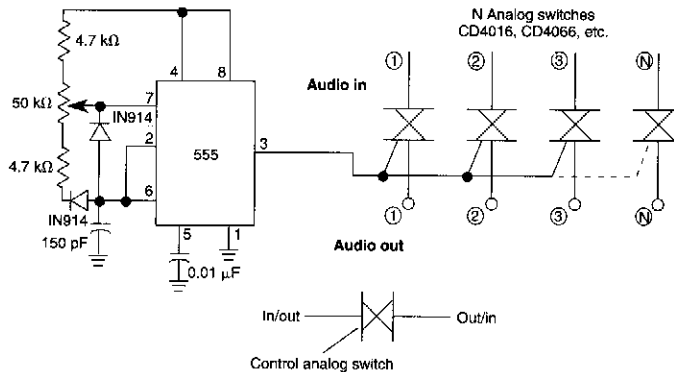 N Analog switches
CD4016, CD4066, etc.
4.7 kΩ
4
8
1
2
3
N
Audio in
50 kΩ
7
IN914
2
555
3
4.7 kΩ
6
IN914
150 pF
5
1
1
2
3
N
0.01 µF
Audio out
In/out
Out/in
Control analog switch